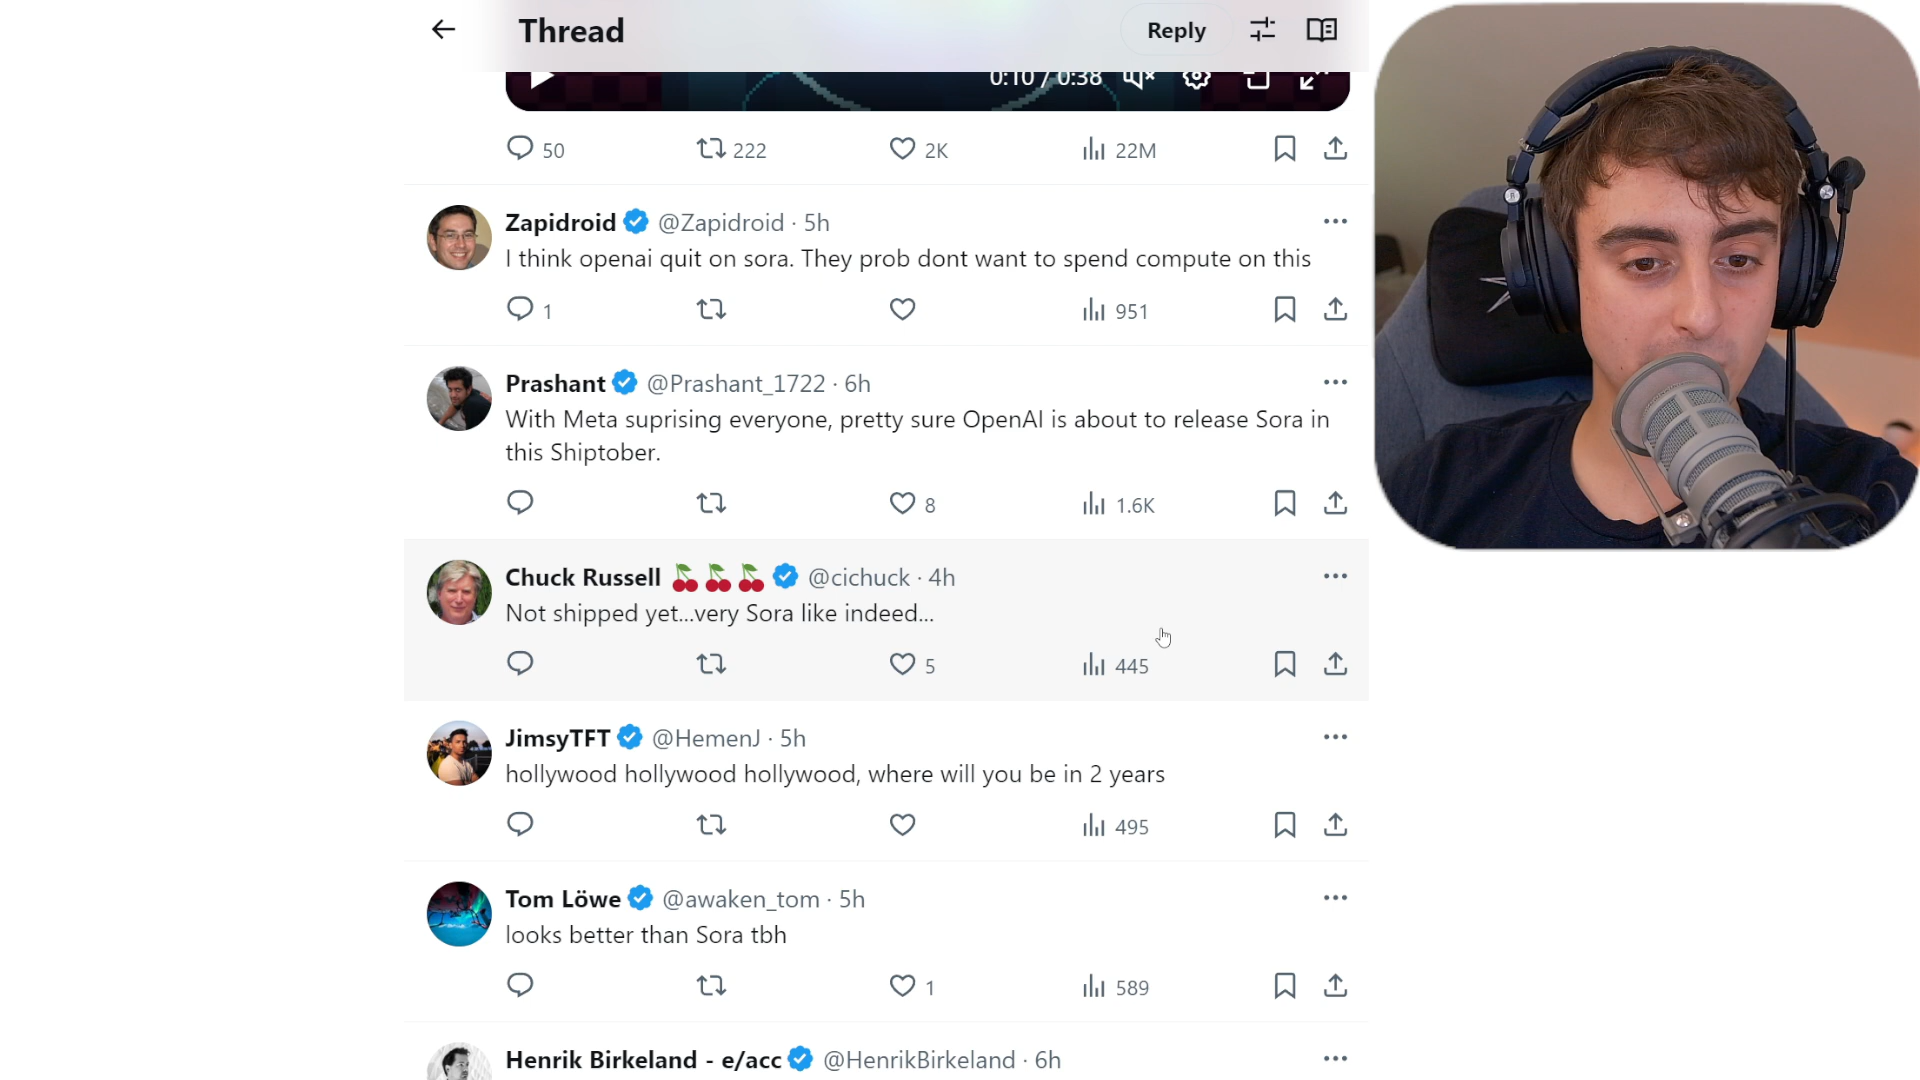 Thread
Reply
0:10 / 0:38
50 222 2K 22M
Zapidroid @Zapidroid · 5h
I think openai quit on sora. They prob dont want to spend compute on this
1 951
Prashant @Prashant_1722 · 6h
With Meta suprising everyone, pretty sure OpenAI is about to release Sora in
this Shiptober.
8 1.6K
Chuck Russell 🍒🍒🍒 @cichuck · 4h
Not shipped yet...very Sora like indeed...
5 445
JimsyTFT @HemenJ · 5h
hollywood hollywood hollywood, where will you be in 2 years
495
Tom Löwe @awaken_tom · 5h
looks better than Sora tbh
1 589
Henrik Birkeland - e/acc @HenrikBirkeland · 6h